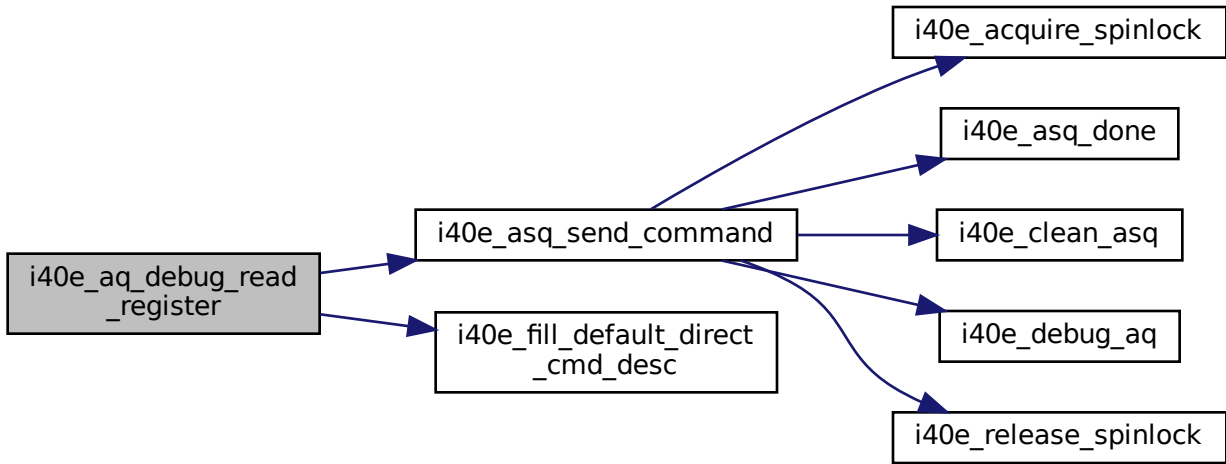 i40e_acquire_spinlock
i40e_asq_done
i40e_asq_send_command
i40e_clean_asq
i40e_aq_debug_read
_register
i40e_fill_default_direct
_cmd_desc
i40e_debug_aq
i40e_release_spinlock